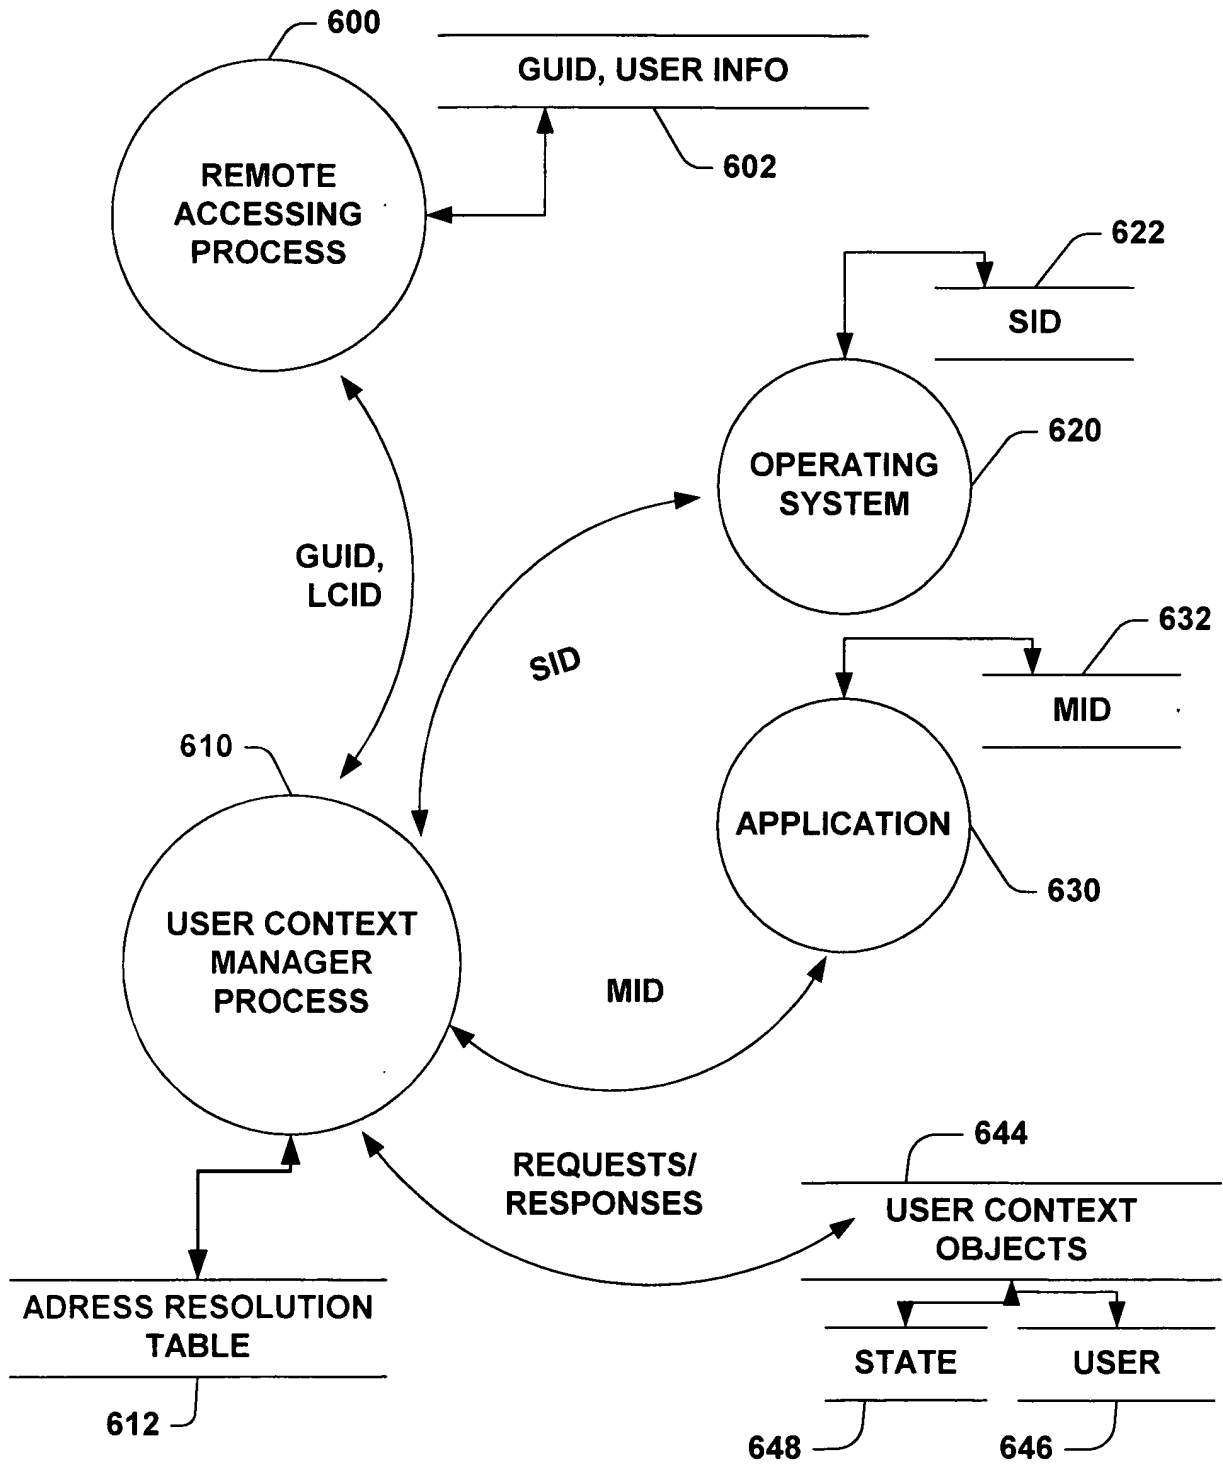 600
GUID, USER INFO
602
REMOTE
ACCESSING
PROCESS
622
SID
620
OPERATING
SYSTEM
GUID,
LCID
SID
632
MID
610
APPLICATION
630
USER CONTEXT
MANAGER
PROCESS
MID
REQUESTS/
RESPONSES
644
USER CONTEXT
OBJECTS
ADRESS RESOLUTION
TABLE
612
STATE
USER
648
646